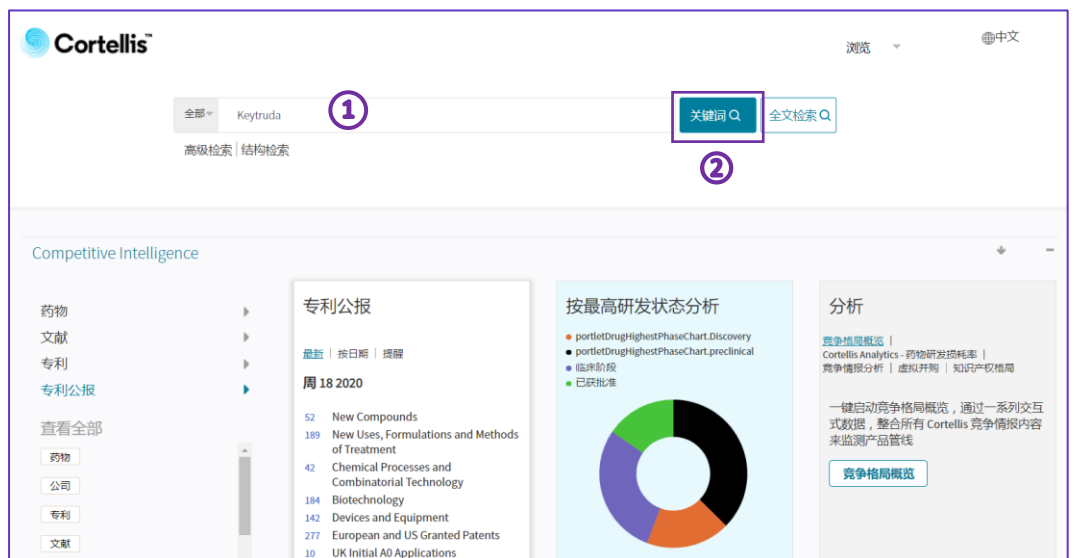 Cortellis™
浏览
中文
全部 Keytruda ① 关键词 全文检索
②
高级检索 | 结构检索
Competitive Intelligence
药物
文献
专利
专利公报
查看全部
药物
公司
专利
文献
专利公报
最新 | 按日期 | 提醒
周 18 2020
52 New Compounds
189 New Uses, Formulations and Methods
of Treatment
42 Chemical Processes and
Combinatorial Technology
184 Biotechnology
142 Devices and Equipment
277 European and US Granted Patents
10 UK Initial A0 Applications
按最高研发状态分析
portletDrugHighestPhaseChart.Discovery
portletDrugHighestPhaseChart.preclinical
临床阶段
已获批准
分析
竞争格局概览 |
Cortellis Analytics - 药物研发损耗率 |
竞争情报分析 | 虚拟并购 | 知识产权格局
一键启动竞争格局概览，通过一系列交互
式数据，整合所有 Cortellis 竞争情报内容
来监测产品管线
竞争格局概览